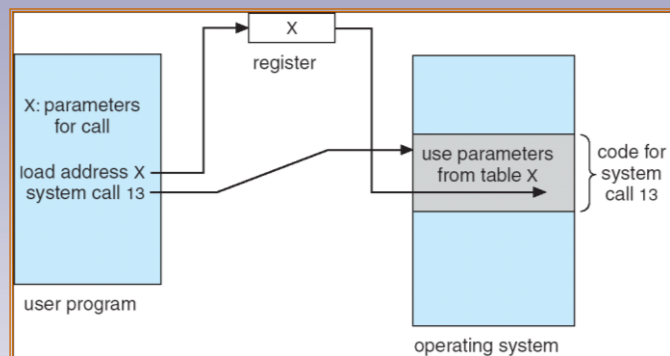 X
register
X: parameters
for call
load address X
system call 13
user program
use parameters
from table X
code for
system
call 13
operating system